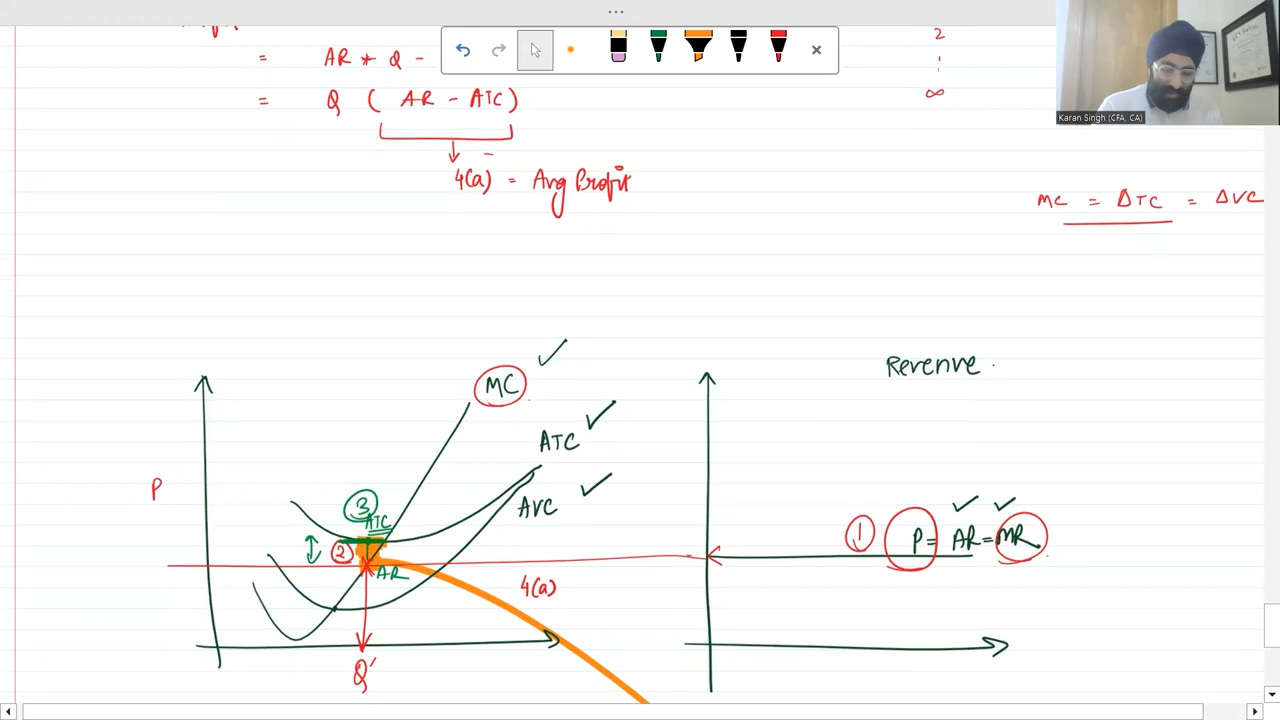 = AR * Q -
= Q ( AR - ATC)
4(a) = Avg Profit
2
∞
Karan Singh (CFA, CA)
MC = ΔTC = ΔVC
MC
ATC
AVC
P
3
ATC
2
AR
4(a)
Q'
Revenue
1 P= AR=MR